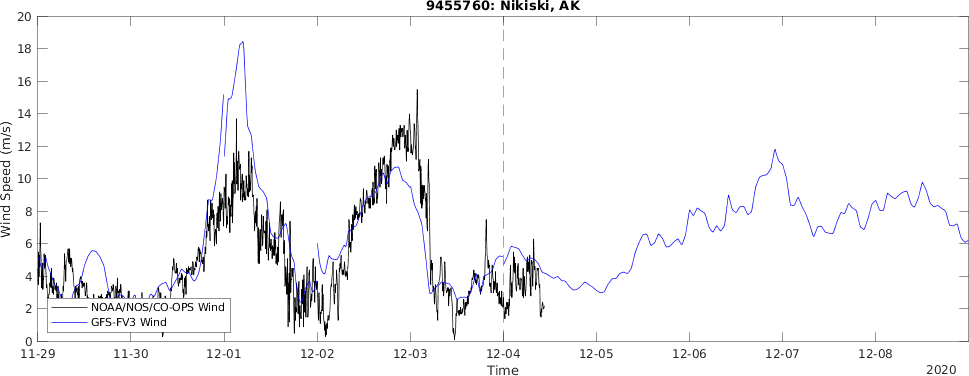 9455760: Nikiski, AK
20
18
16
14
12
10
8
6
4
2
0
Wind Speed (m/s)
NOAA/NOS/CO-OPS Wind
GFS-FV3 Wind
11-29 11-30 12-01 12-02 12-03 12-04 12-05 12-06 12-07 12-08
Time
2020